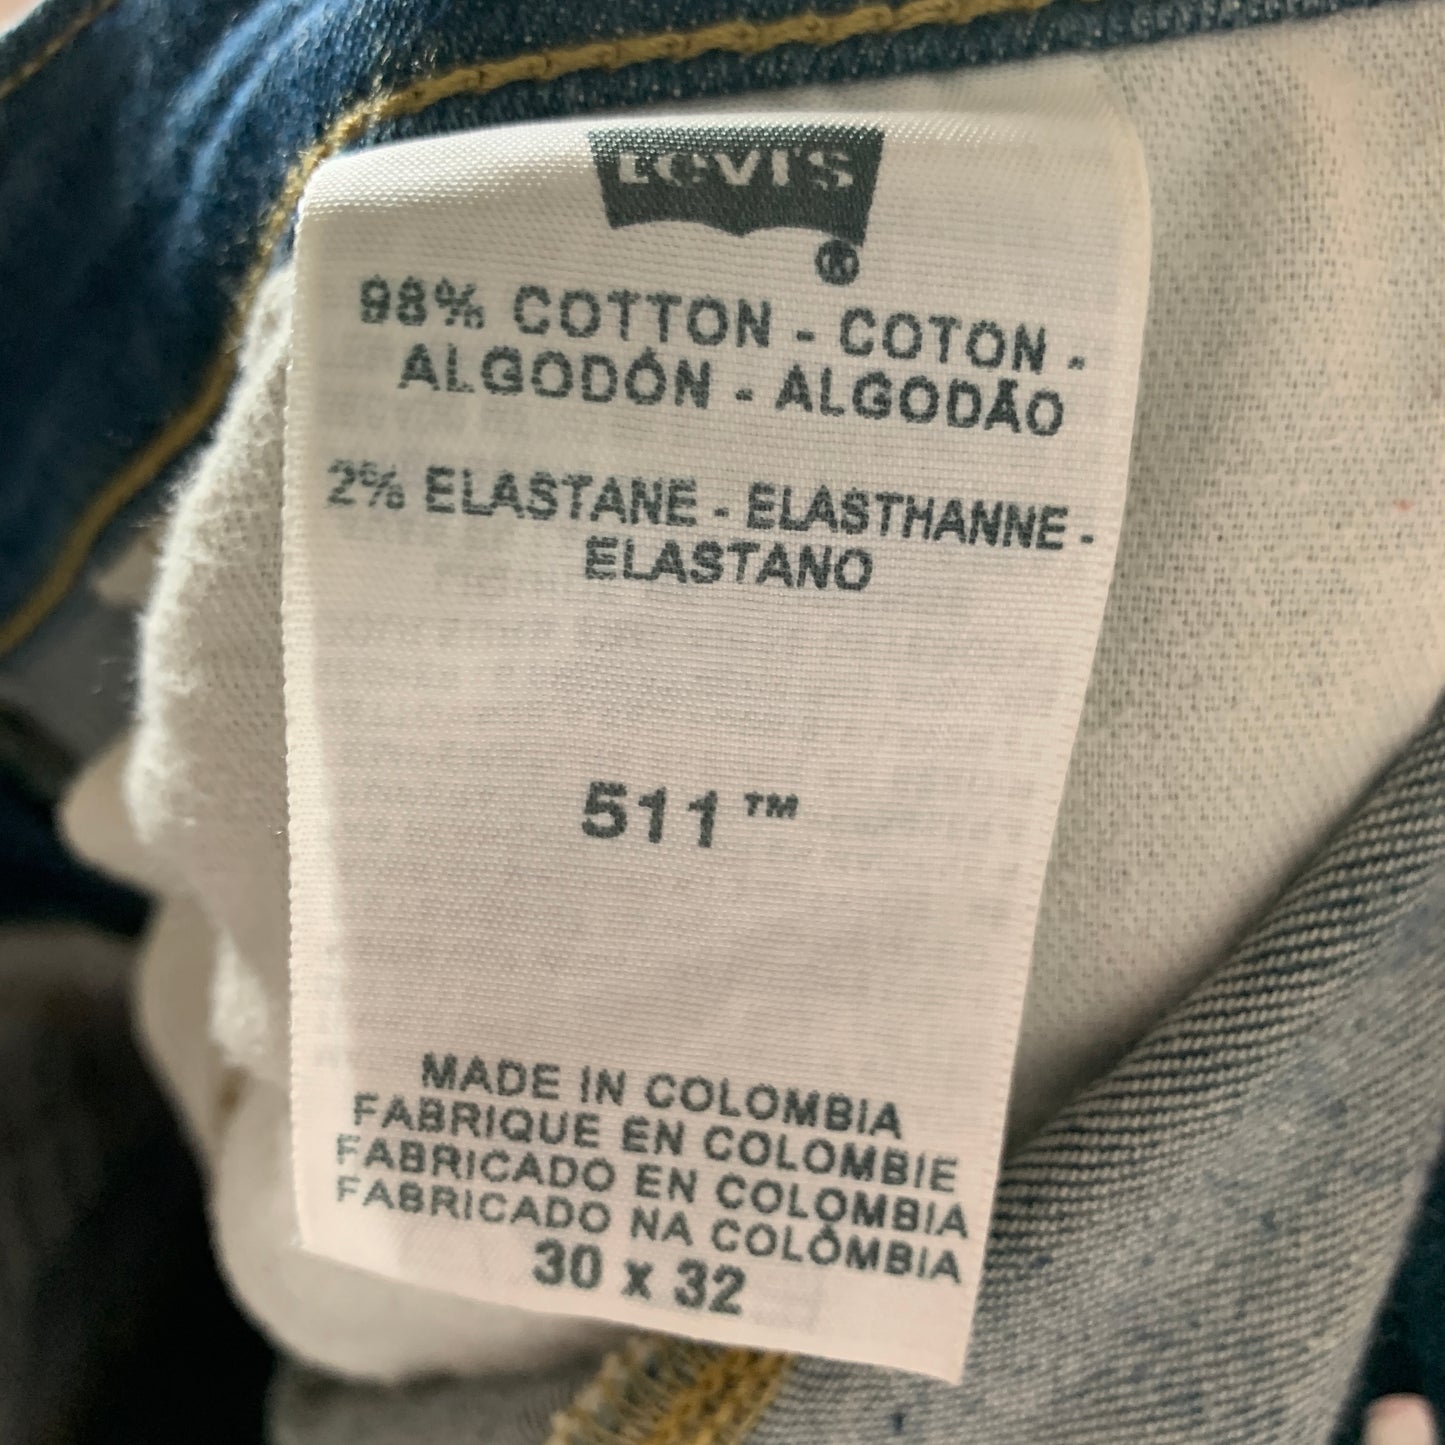 LEVI'S
®
98% COTTON - COTON -
ALGODÓN - ALGODÃO
2% ELASTANE - ELASTHANNE -
ELASTANO
511™
MADE IN COLOMBIA
FABRIQUE EN COLOMBIE
FABRICADO EN COLOMBIA
FABRICADO NA COLÔMBIA
30 x 32